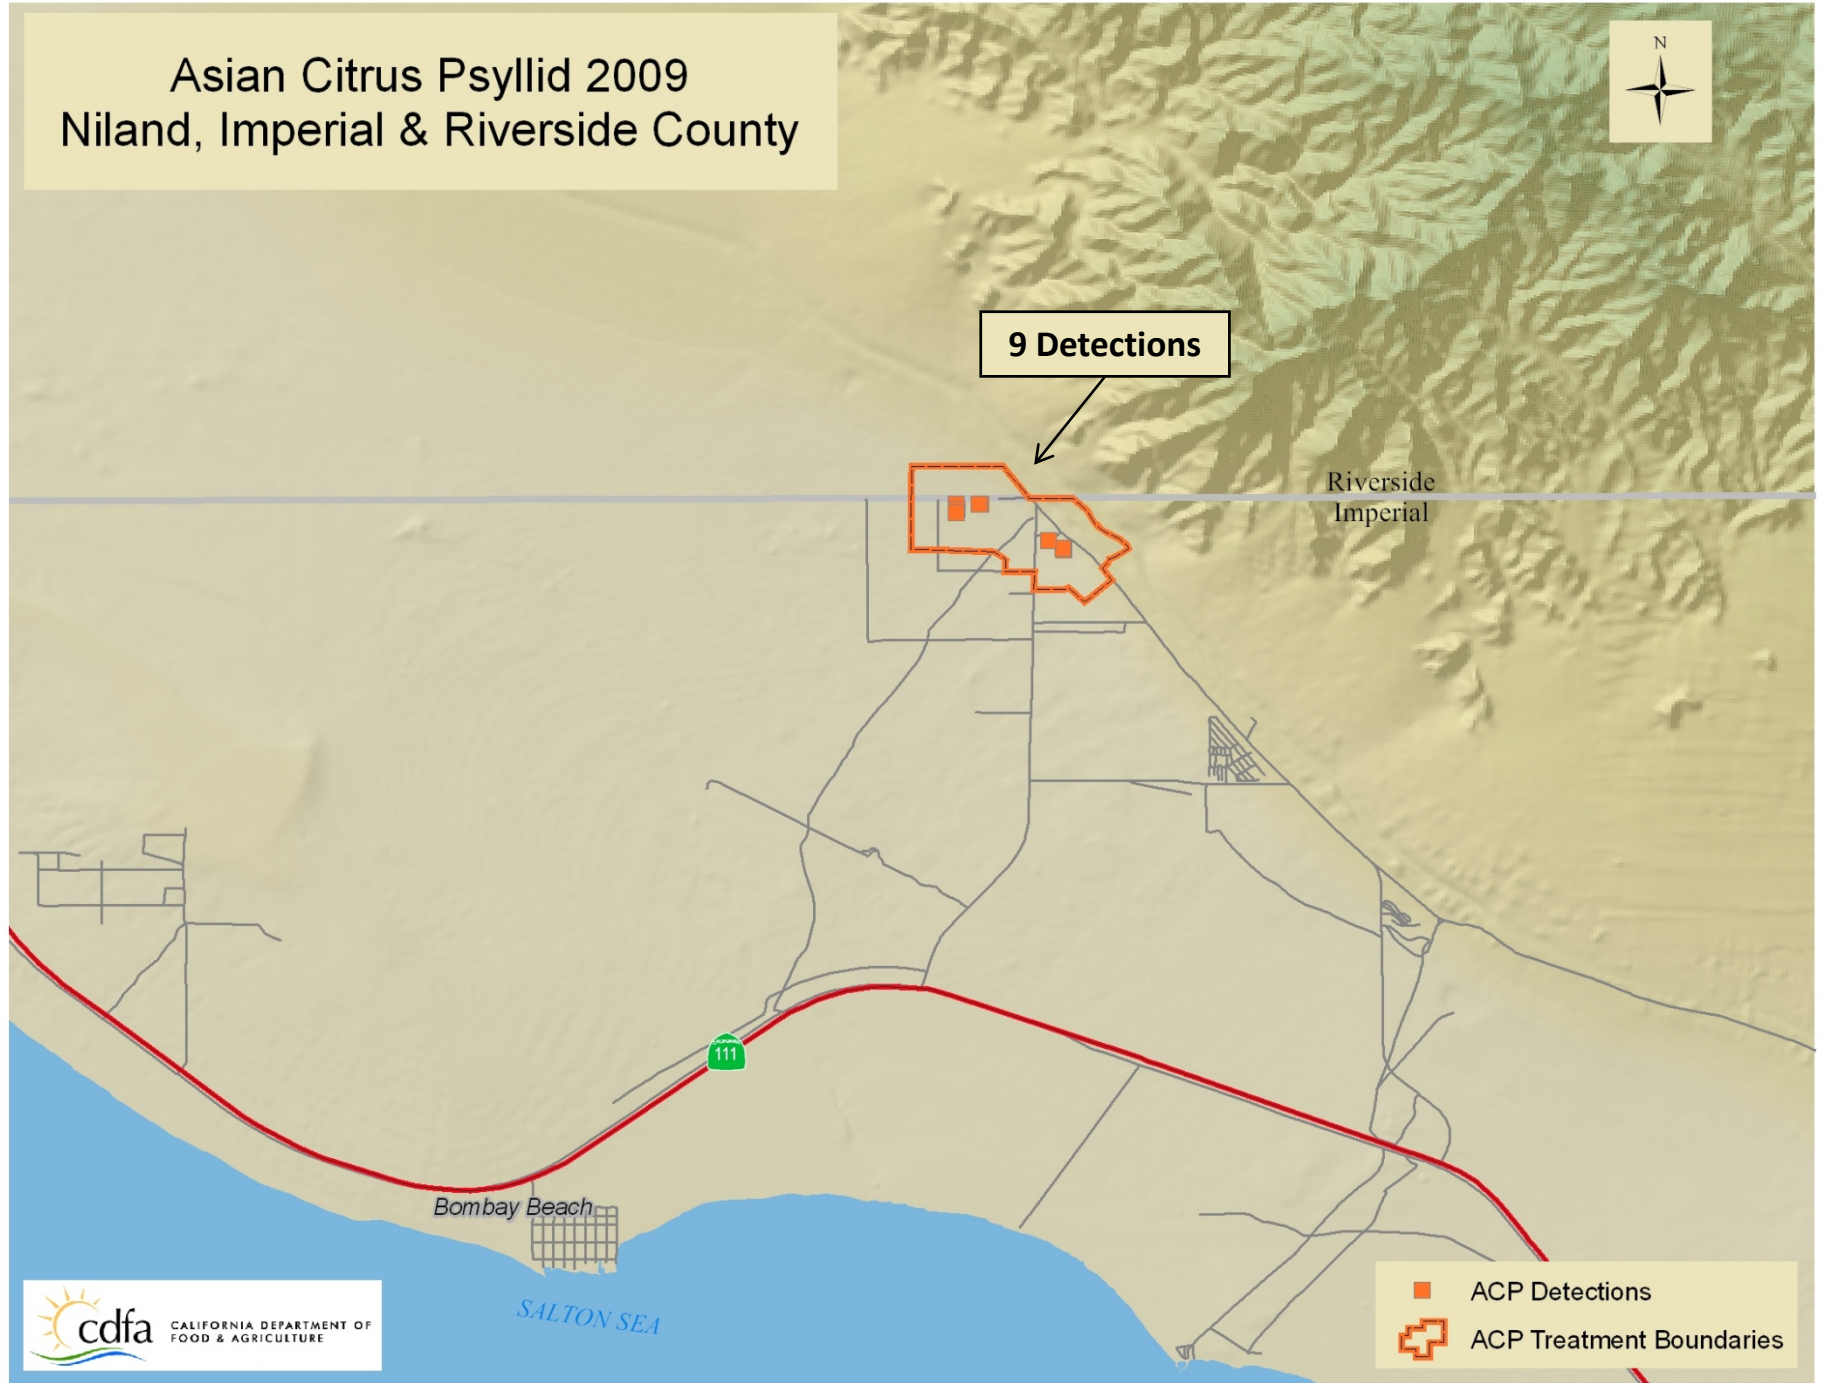 Asian Citrus Psyllid 2009
Niland, Imperial & Riverside County
N
9 Detections
Riverside
Imperial
CALIFORNIA
111
Bombay Beach
SALTON SEA
cdfa
CALIFORNIA DEPARTMENT OF
FOOD & AGRICULTURE
ACP Detections
ACP Treatment Boundaries